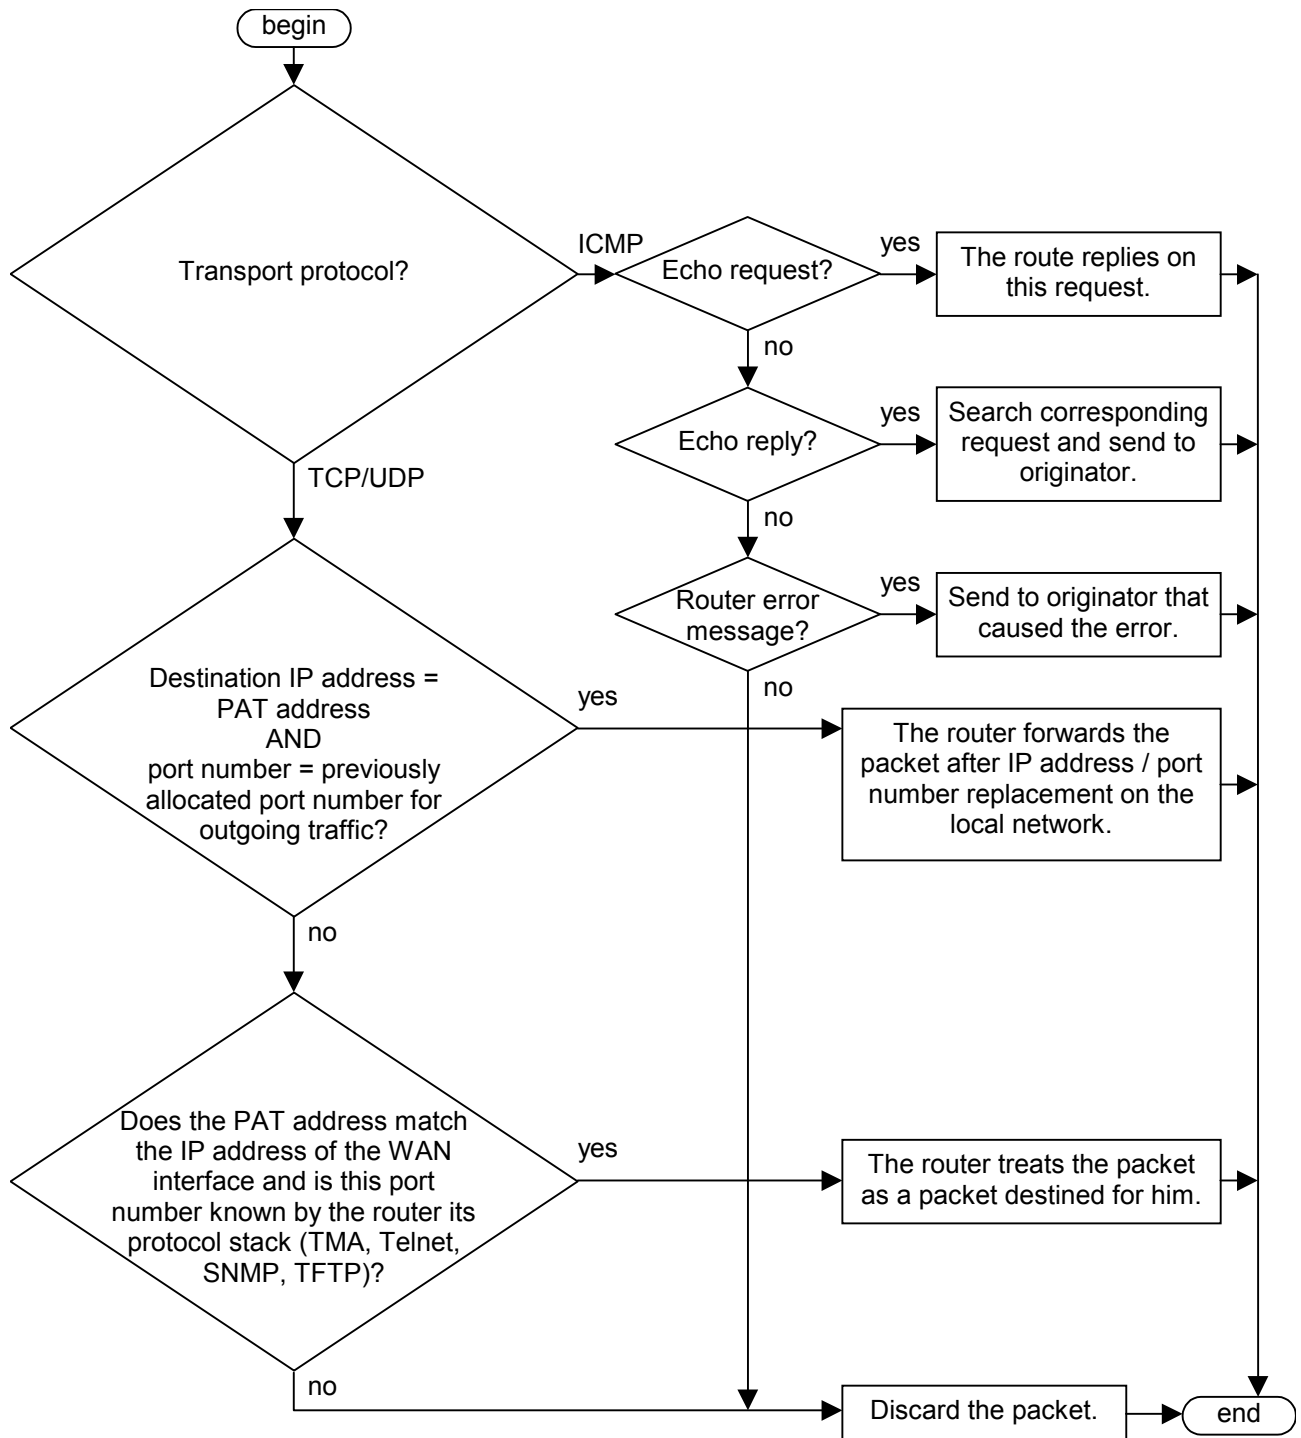 begin
Transport protocol?
ICMP
Echo request?
yes
The route replies on
this request.
no
Echo reply?
yes
Search corresponding
request and send to
originator.
no
TCP/UDP
Router error
message?
yes
Send to originator that
caused the error.
no
Destination IP address =
PAT address
AND
port number = previously
allocated port number for
outgoing traffic?
yes
The router forwards the
packet after IP address / port
number replacement on the
local network.
no
Does the PAT address match
the IP address of the WAN
interface and is this port
number known by the router its
protocol stack (TMA, Telnet,
SNMP, TFTP)?
yes
The router treats the packet
as a packet destined for him.
no
Discard the packet.
end